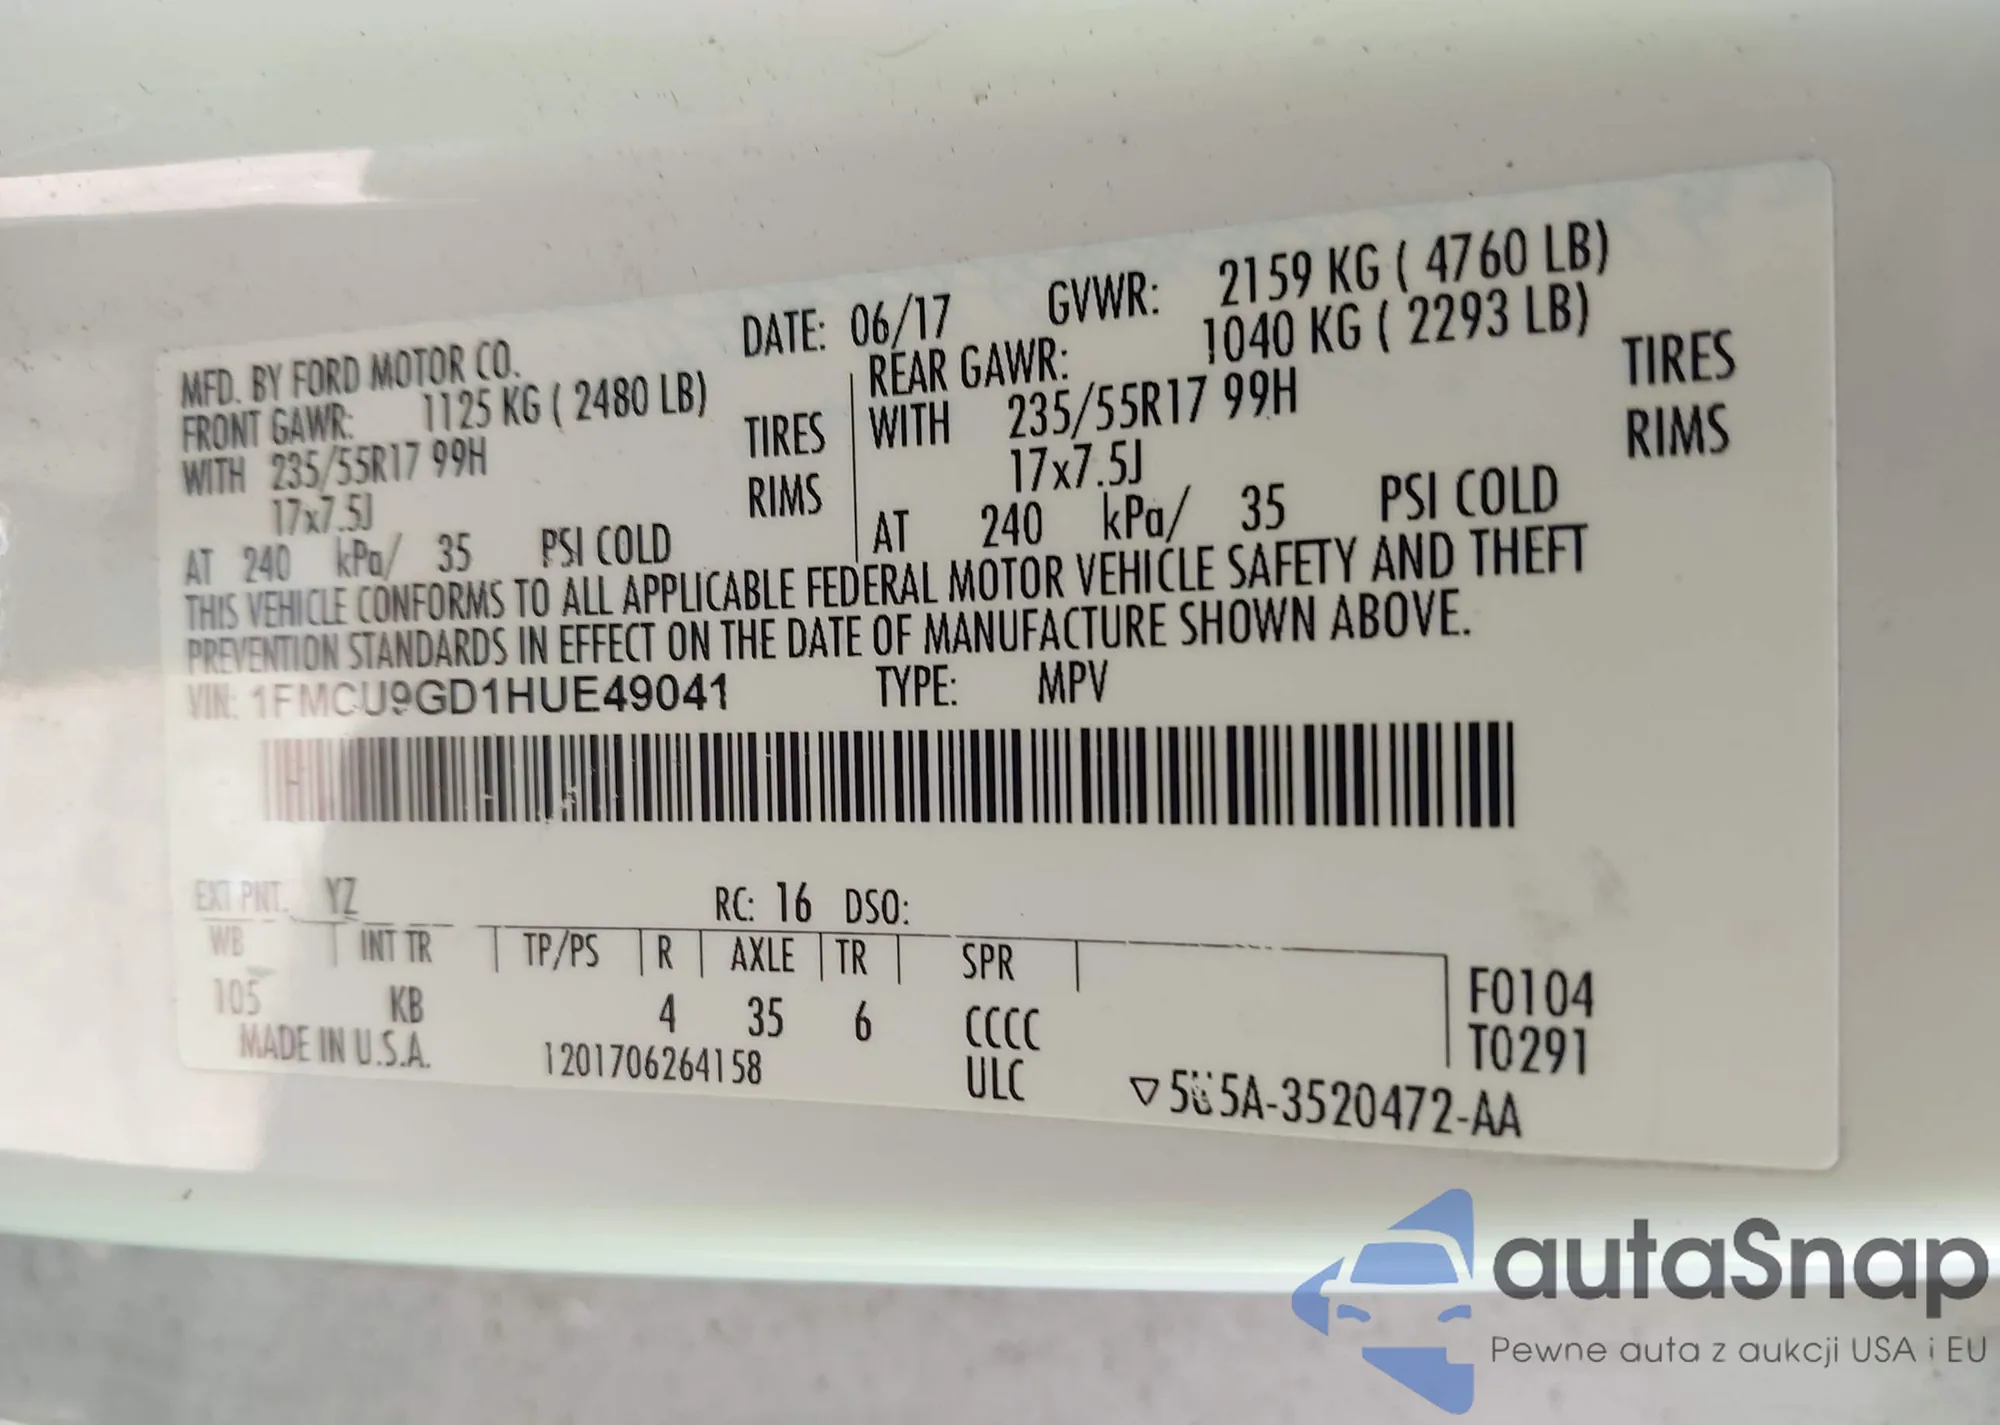 MFD. BY FORD MOTOR CO. DATE: 06/17 GVWR: 2159 KG ( 4760 LB)
FRONT GAWR: 1125 KG ( 2480 LB) REAR GAWR: 1040 KG ( 2293 LB)
WITH 235/55R17 99H TIRES WITH 235/55R17 99H TIRES
17x7.5J RIMS 17x7.5J RIMS
AT 240 kPa/ 35 PSI COLD AT 240 kPa/ 35 PSI COLD
THIS VEHICLE CONFORMS TO ALL APPLICABLE FEDERAL MOTOR VEHICLE SAFETY AND THEFT
PREVENTION STANDARDS IN EFFECT ON THE DATE OF MANUFACTURE SHOWN ABOVE.
VIN: 1FMCU9GD1HUE49041 TYPE: MPV
EXT PNT. YZ RC: 16 DSO:
WB INT TR TP/PS R AXLE TR SPR
105 KB 4 35 6 CCCC F0104
MADE IN U.S.A. 1201706264158 ULC T0291
autaSnap
Pewne auta z aukcji USA i EU